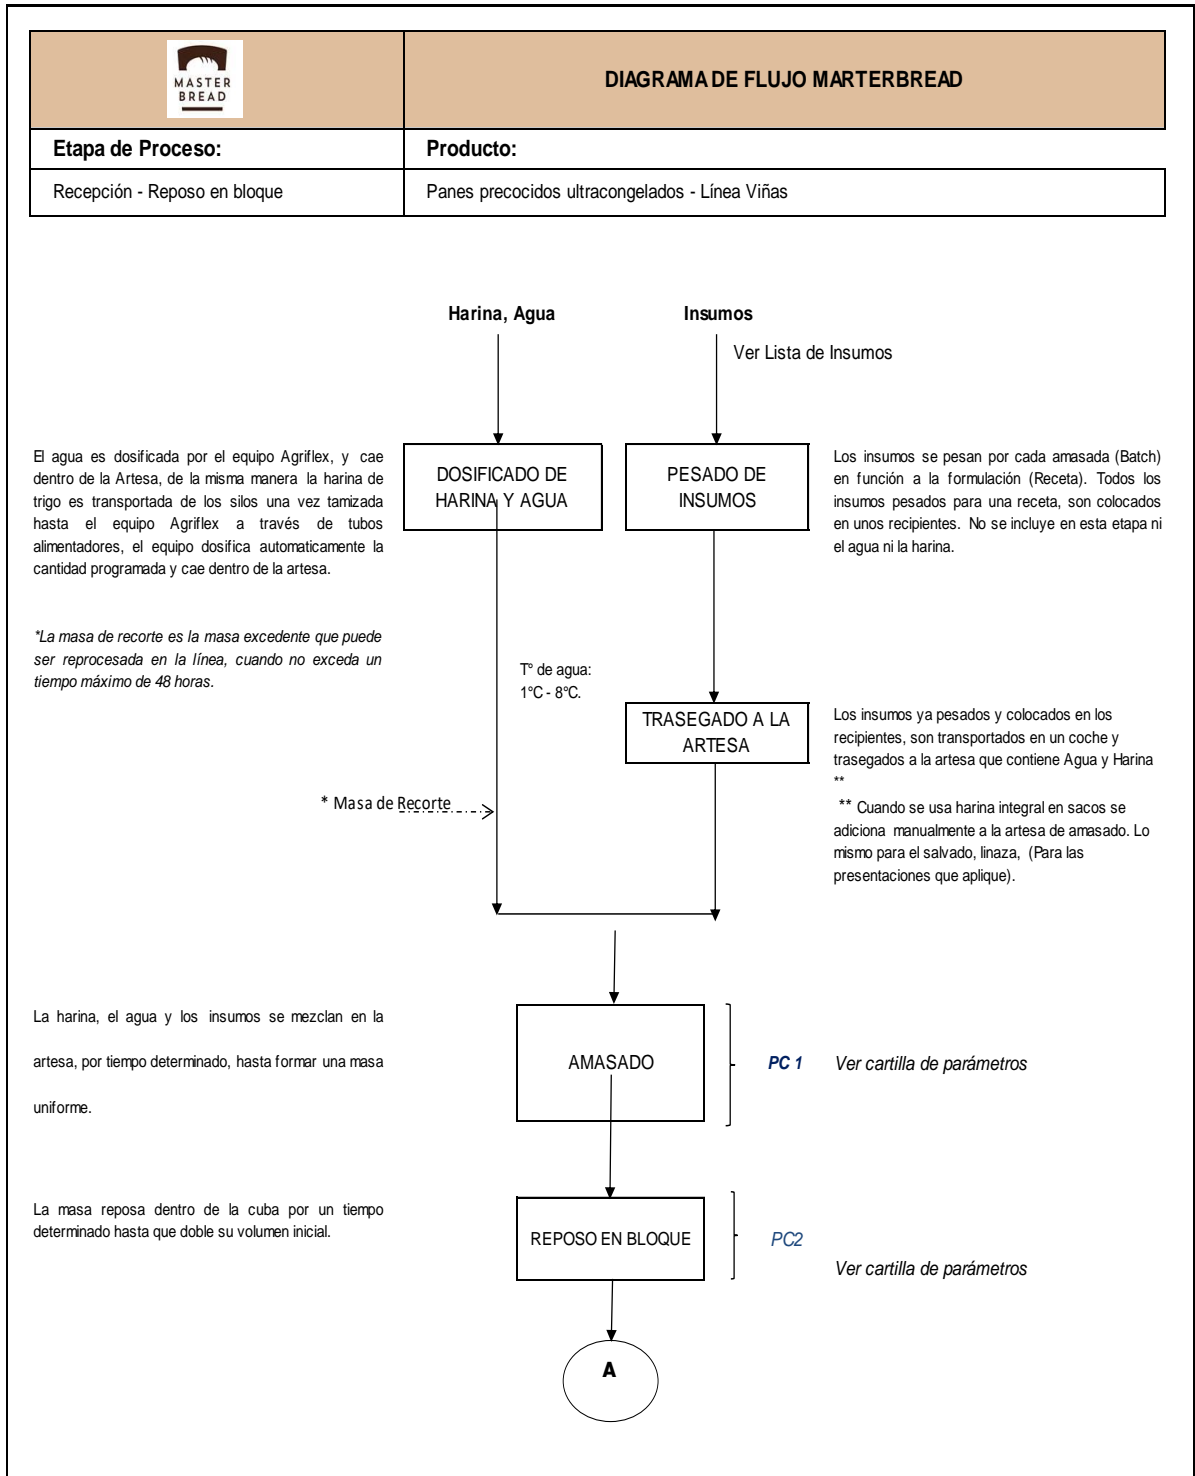 MASTER
BREAD
DIAGRAMA DE FLUJO MARTERBREAD
Etapa de Proceso:
Producto:
Recepción - Reposo en bloque
Panes precocidos ultracongelados - Línea Viñas
Harina, Agua
Insumos
Ver Lista de Insumos
El agua es dosificada por el equipo Agriflex, y cae
dentro de la Artesa, de la misma manera la harina de
trigo es transportada de los silos una vez tamizada
hasta el equipo Agriflex a través de tubos
alimentadores, el equipo dosifica automaticamente la
cantidad programada y cae dentro de la artesa.
DOSIFICADO DE
HARINA Y AGUA
PESADO DE
INSUMOS
Los insumos se pesan por cada amasada (Batch)
en función a la formulación (Receta). Todos los
insumos pesados para una receta, son colocados
en unos recipientes. No se incluye en esta etapa ni
el agua ni la harina.
*La masa de recorte es la masa excedente que puede
ser reprocesada en la línea, cuando no exceda un
tiempo máximo de 48 horas.
T° de agua:
1°C - 8°C.
TRASEGADO A LA
ARTESA
Los insumos ya pesados y colocados en los
recipientes, son transportados en un coche y
trasegados a la artesa que contiene Agua y Harina
**
** Cuando se usa harina integral en sacos se
adiciona manualmente a la artesa de amasado. Lo
mismo para el salvado, linaza, (Para las
presentaciones que aplique).
* Masa de Recorte
La harina, el agua y los insumos se mezclan en la
artesa, por tiempo determinado, hasta formar una masa
uniforme.
AMASADO
PC 1
Ver cartilla de parámetros
La masa reposa dentro de la cuba por un tiempo
determinado hasta que doble su volumen inicial.
REPOSO EN BLOQUE
PC2
Ver cartilla de parámetros
A